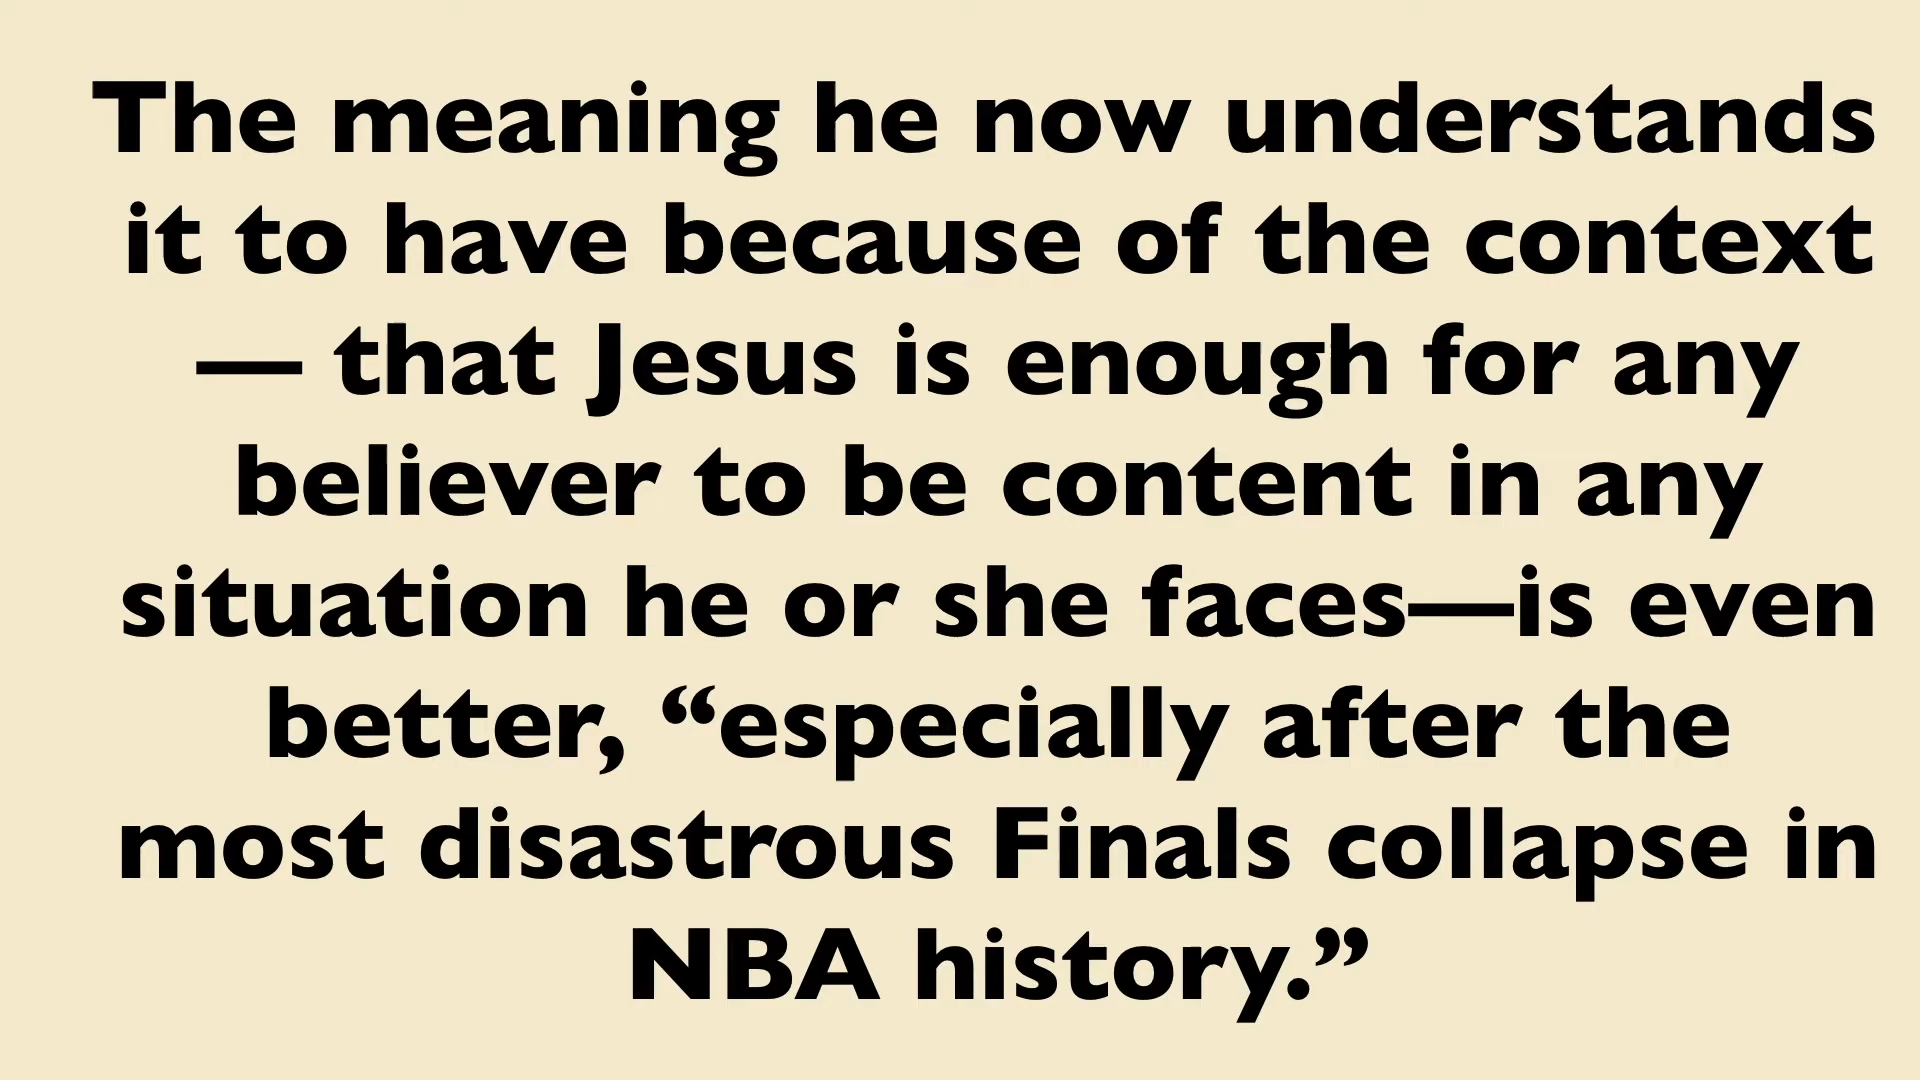 The meaning he now understands
it to have because of the context
— that Jesus is enough for any
believer to be content in any
situation he or she faces—is even
better, “especially after the
most disastrous Finals collapse in
NBA history.”